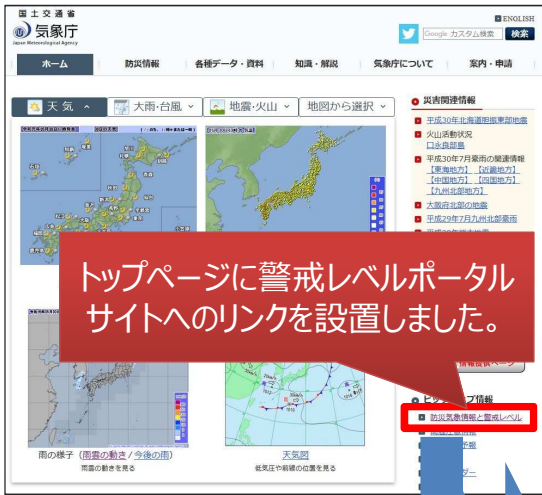 国土交通省
気象庁
Japan Meteorological Agency
ENGLISH
Google カスタム検索 検索
ホーム 防災情報 各種データ・資料 知識・解説 気象庁について 案内・申請
天気 大雨・台風 地震・火山 地図から選択
災害関連情報
平成30年北海道胆振東部地震
火山活動状況
口永良部島
平成30年7月豪雨の関連情報
【東海地方】【近畿地方】
【中国地方】【四国地方】
【九州北部地方】
大阪府北部の地震
平成29年7月九州北部豪雨
トップページに警戒レベルポータル
サイトへのリンクを設置しました。
情報提供ページ
防災気象情報と警戒レベル
雨の様子（雨雲の動き/今後の雨）
雨雲の動きを見る
天気図
低気圧や前線の位置を見る